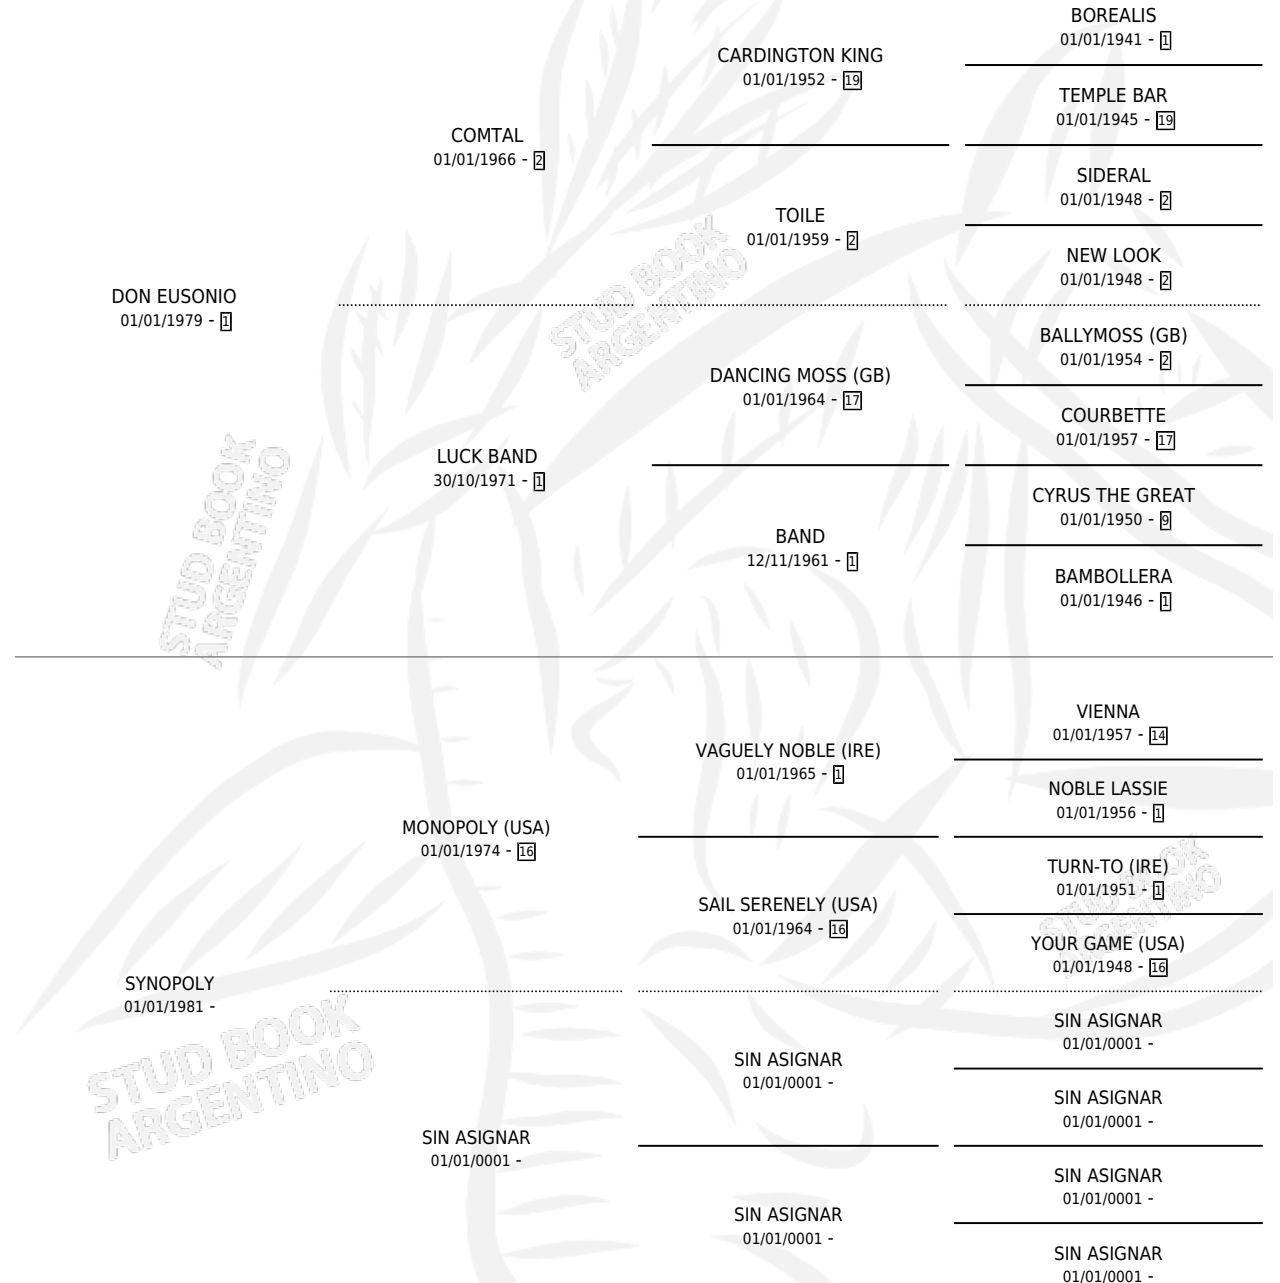 BOREALIS
01/01/1941 - 1
CARDINGTON KING
01/01/1952 - 19
TEMPLE BAR
01/01/1945 - 19
COMTAL
01/01/1966 - 2
SIDERAL
01/01/1948 - 2
TOILE
01/01/1959 - 2
NEW LOOK
01/01/1948 - 2
DON EUSONIO
01/01/1979 - 1
BALLYMOSS (GB)
01/01/1954 - 2
DANCING MOSS (GB)
01/01/1964 - 17
COURBETTE
01/01/1957 - 17
LUCK BAND
30/10/1971 - 1
CYRUS THE GREAT
01/01/1950 - 9
BAND
12/11/1961 - 1
BAMBOLLERA
01/01/1946 - 1
VIENNA
01/01/1957 - 14
VAGUELY NOBLE (IRE)
01/01/1965 - 1
NOBLE LASSIE
01/01/1956 - 1
MONOPOLY (USA)
01/01/1974 - 16
TURN-TO (IRE)
01/01/1951 - 1
SAIL SERENELY (USA)
01/01/1964 - 16
YOUR GAME (USA)
01/01/1948 - 16
SYNOPOLY
01/01/1981 -
SIN ASIGNAR
01/01/0001 -
SIN ASIGNAR
01/01/0001 -
SIN ASIGNAR
01/01/0001 -
SIN ASIGNAR
01/01/0001 -
SIN ASIGNAR
01/01/0001 -
SIN ASIGNAR
01/01/0001 -
SIN ASIGNAR
01/01/0001 -
STUD BOOK
ARGENTINO
STUD BOOK
ARGENTINO
STUD BOOK
ARGENTINO
STUD BOOK
ARGENTINO